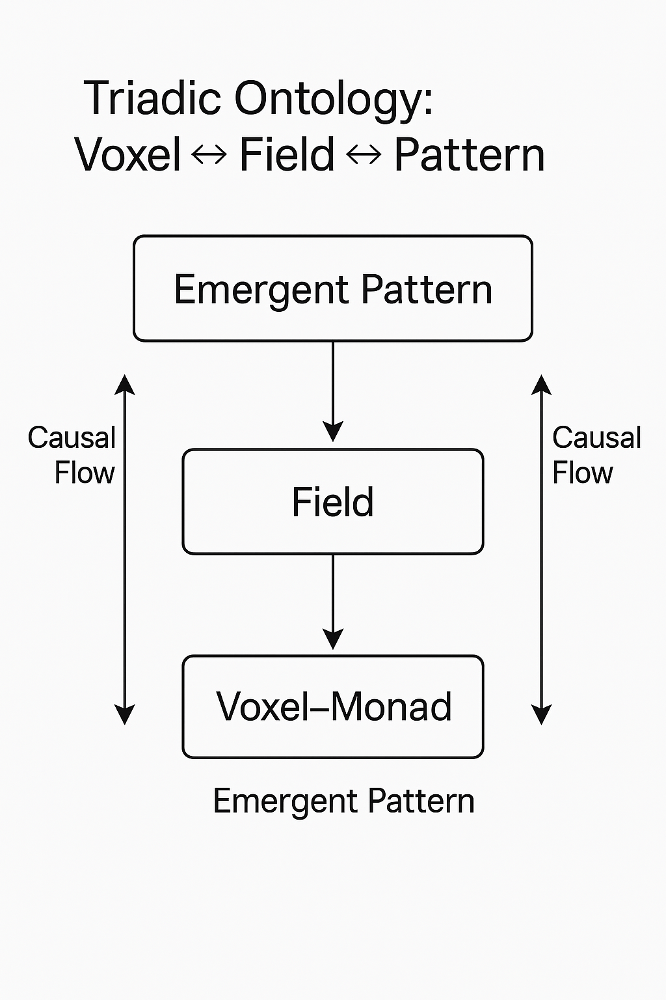 Triadic Ontology:
Voxel ↔ Field ↔ Pattern
Emergent Pattern
Causal
Flow
Causal
Flow
Field
Voxel–Monad
Emergent Pattern